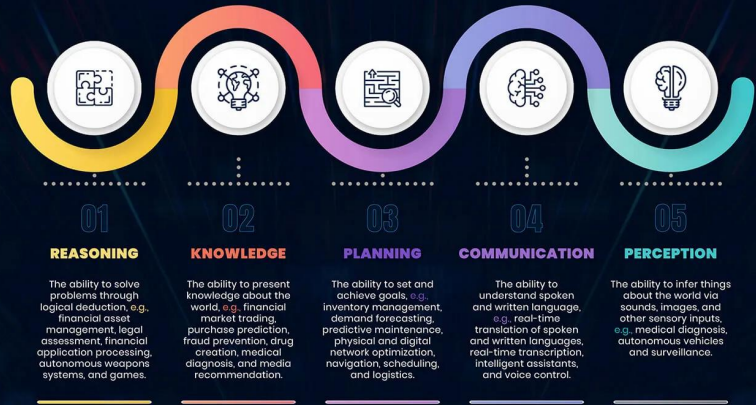 01
REASONING
The ability to solve
problems through
logical deduction, e.g.,
financial asset
management, legal
assessment, financial
application processing,
autonomous weapons
systems, and games.
02
KNOWLEDGE
The ability to present
knowledge about the
world, e.g., financial
market trading,
purchase prediction,
fraud prevention, drug
creation, medical
diagnosis, and media
recommendation.
03
PLANNING
The ability to set and
achieve goals, e.g.,
inventory management,
demand forecasting,
predictive maintenance,
physical and digital
network optimization,
navigation, scheduling,
and logistics.
04
COMMUNICATION
The ability to
understand spoken
and written language,
e.g., real-time
translation of spoken
and written languages,
real-time transcription,
intelligent assistants,
and voice control.
05
PERCEPTION
The ability to infer things
about the world via
sounds, images, and
other sensory inputs,
e.g., medical diagnosis,
autonomous vehicles
and surveillance.